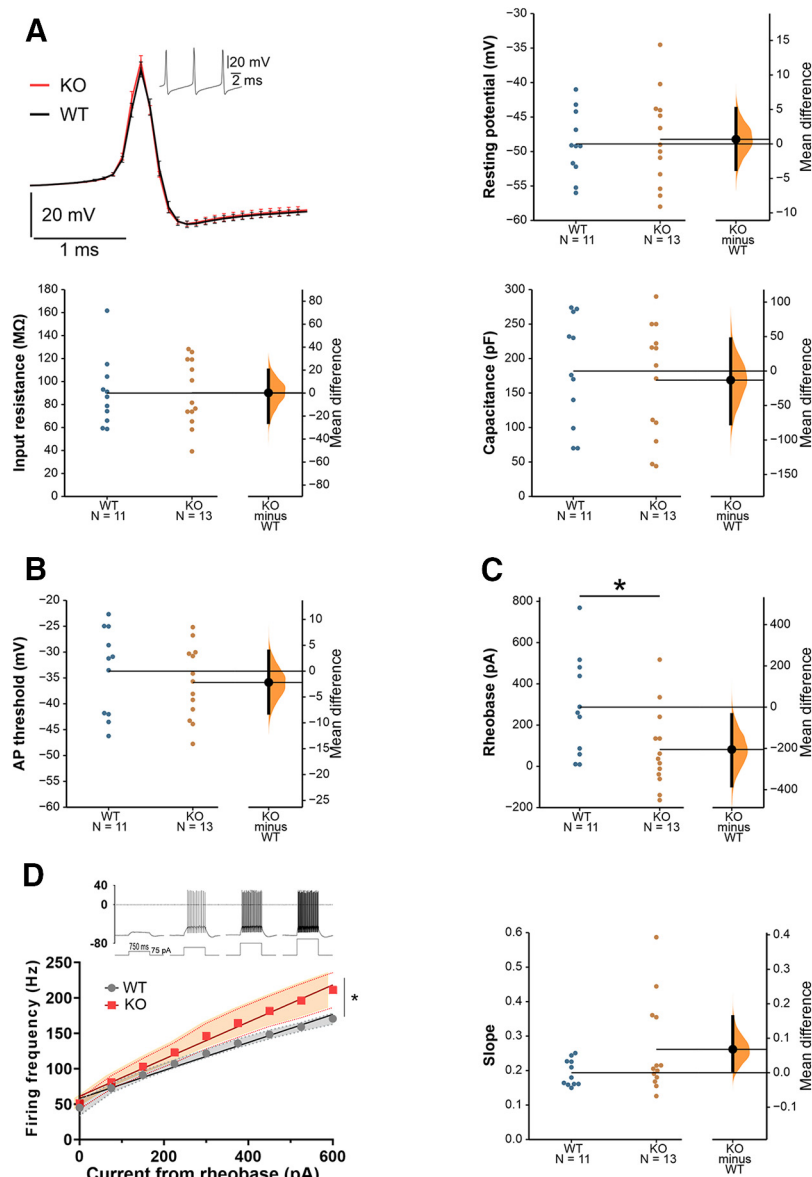 A
KO
WT
20 mV
2 ms
20 mV
1 ms
Resting potential (mV)
−30
−35
−40
−45
−50
−55
−60
15
10
5
0
−5
−10
Mean difference
WT
N = 11
KO
N = 13
KO
minus
WT
Input resistance (MΩ)
180
160
140
120
100
80
60
40
20
0
80
60
40
20
0
−20
−40
−60
−80
Mean difference
WT
N = 11
KO
N = 13
KO
minus
WT
Capacitance (pF)
300
250
200
150
100
50
0
100
50
0
−50
−100
−150
Mean difference
WT
N = 11
KO
N = 13
KO
minus
WT
B
AP threshold (mV)
−20
−25
−30
−35
−40
−45
−50
−55
−60
10
5
0
−5
−10
−15
−20
−25
Mean difference
WT
N = 11
KO
N = 13
KO
minus
WT
C
*
Rheobase (pA)
800
600
400
200
0
−200
400
200
0
−200
−400
Mean difference
WT
N = 11
KO
N = 13
KO
minus
WT
D
40
0
-80
750 ms
75 pA
Firing frequency (Hz)
250
200
150
100
50
0
WT
KO
*
0
200
400
600
Current from rheobase (pA)
Slope
0.6
0.5
0.4
0.3
0.2
0.1
0.0
0.4
0.3
0.2
0.1
0.0
−0.1
Mean difference
WT
N = 11
KO
N = 13
KO
minus
WT